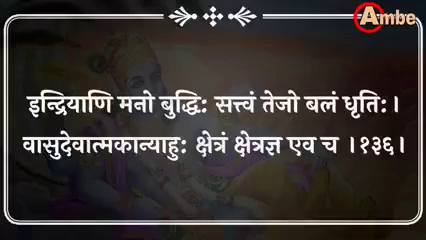 Ambe
इन्द्रियाणि मनो बुद्धिः सत्त्वं तेजो बलं धृतिः।
वासुदेवात्मकान्याहुः क्षेत्रं क्षेत्रज्ञ एव च ।१३६।